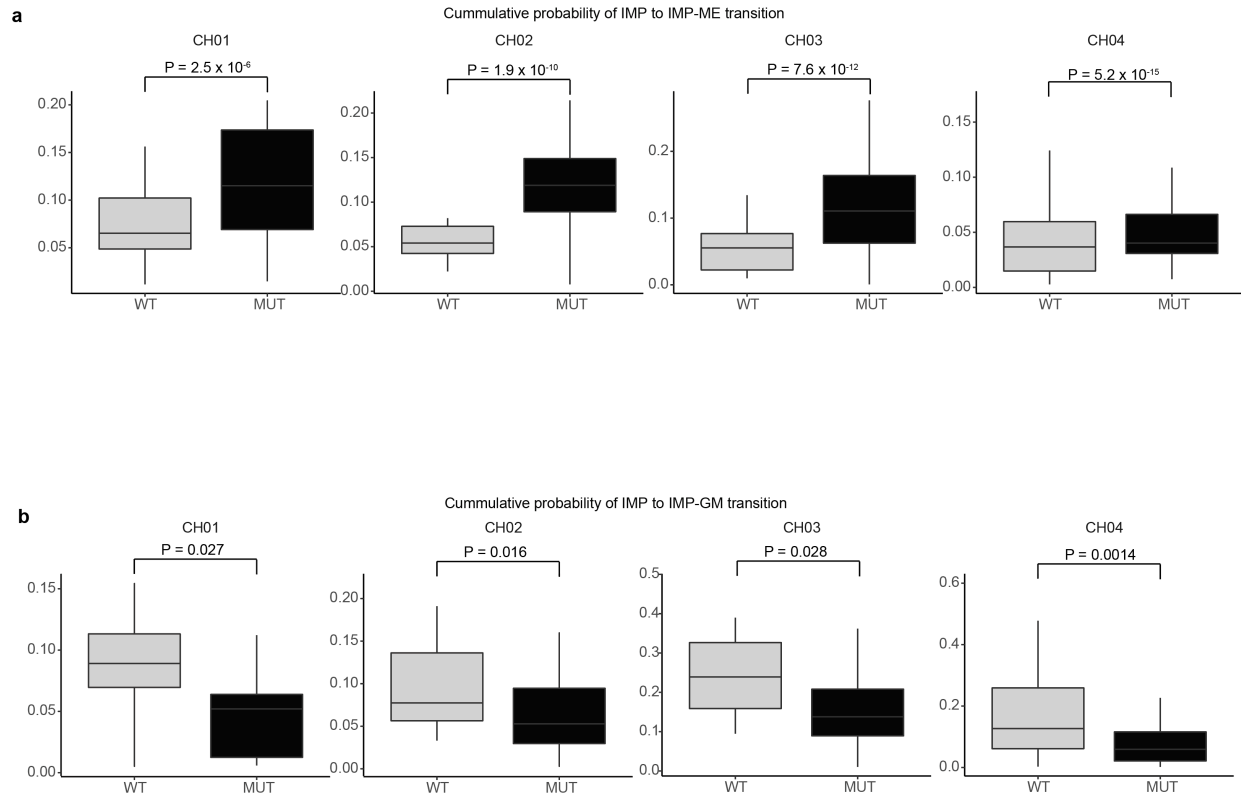 a
Cummulative probability of IMP to IMP-ME transition
CH01
CH02
CH03
CH04
P = 2.5 x 10-6
P = 1.9 x 10-10
P = 7.6 x 10-12
P = 5.2 x 10-15
0.20
0.15
0.10
0.05
WT
MUT
0.20
0.15
0.10
0.05
0.00
WT
MUT
0.2
0.1
0.0
WT
MUT
0.15
0.10
0.05
0.00
WT
MUT
b
Cummulative probability of IMP to IMP-GM transition
CH01
CH02
CH03
CH04
P = 0.027
P = 0.016
P = 0.028
P = 0.0014
0.15
0.10
0.05
0.00
WT
MUT
0.20
0.15
0.10
0.05
0.00
WT
MUT
0.5
0.4
0.3
0.2
0.1
0.0
WT
MUT
0.6
0.4
0.2
0.0
WT
MUT